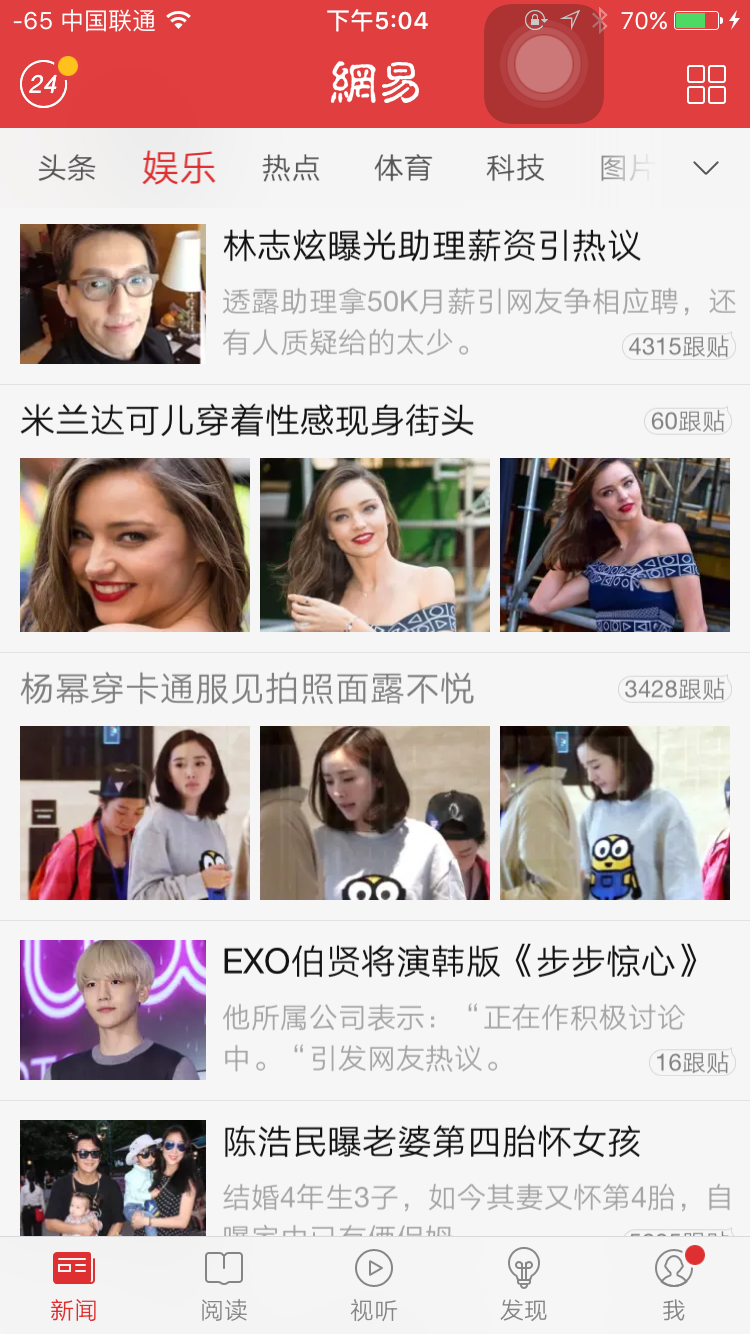 -65 中国联通 下午5:04 70%
24 網易
头条 娱乐 热点 体育 科技 图片
林志炫曝光助理薪资引热议
透露助理拿50K月薪引网友争相应聘，还
有人质疑给的太少。 4315跟贴
米兰达可儿穿着性感现身街头 60跟贴
杨幂穿卡通服见拍照面露不悦 3428跟贴
EXO伯贤将演韩版《步步惊心》
他所属公司表示：“正在作积极讨论
中。“引发网友热议。 16跟贴
陈浩民曝老婆第四胎怀女孩
结婚4年生3子，如今其妻又怀第4胎，自
新闻 阅读 视听 发现 我